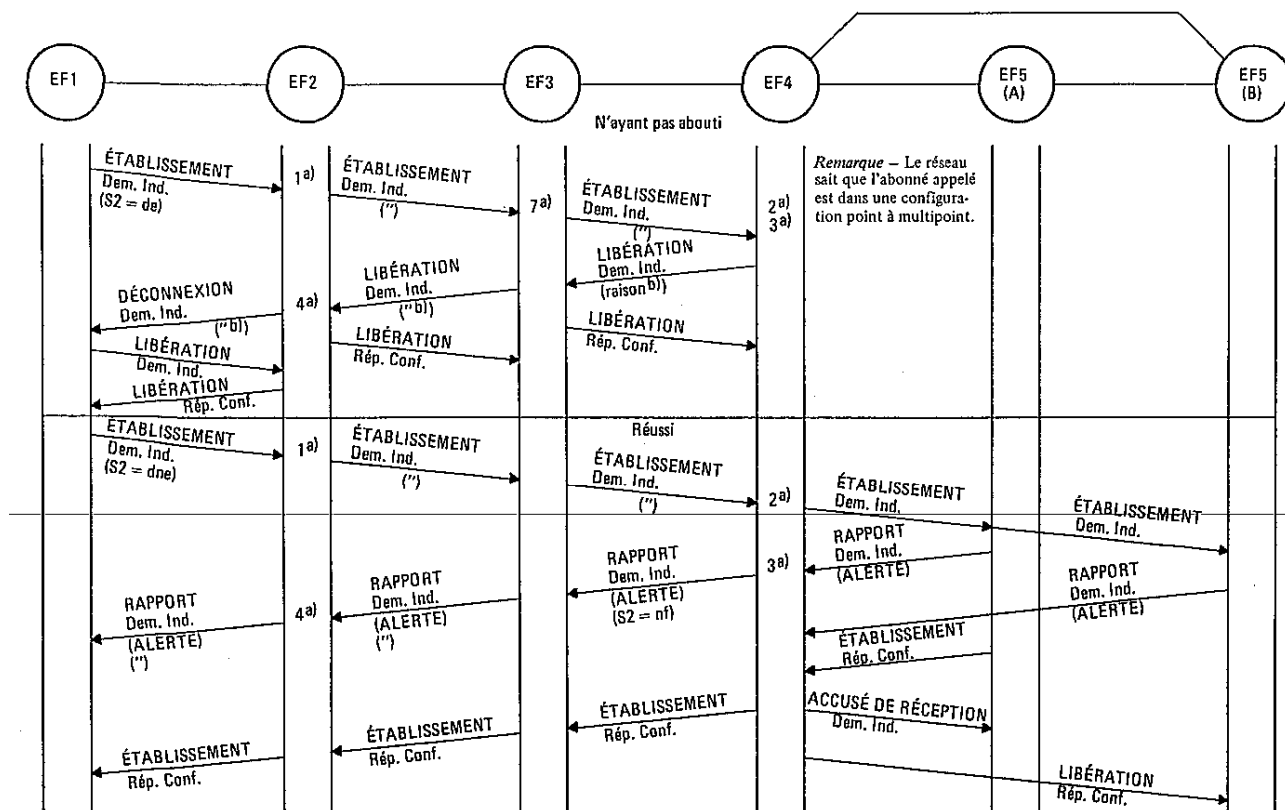 EF1
EF2
EF3
EF4
EF5
(A)
EF5
(B)
N'ayant pas abouti
ÉTABLISSEMENT
Dem. Ind.
(S2 = de)
1a)
ÉTABLISSEMENT
Dem. Ind.
(")
7a)
ÉTABLISSEMENT
Dem. Ind.
(")
2a)
3a)
Remarque – Le réseau
sait que l'abonné appelé
est dans une configura-
tion point à multipoint.
LIBÉRATION
Dem. Ind.
(raison b))
LIBÉRATION
Dem. Ind.
("b))
4a)
DÉCONNEXION
Dem. Ind.
("b))
LIBÉRATION
Rép. Conf.
LIBÉRATION
Rép. Conf.
LIBÉRATION
Dem. Ind.
LIBÉRATION
Rép. Conf.
Réussi
ÉTABLISSEMENT
Dem. Ind.
(S2 = dne)
1a)
ÉTABLISSEMENT
Dem. Ind.
(")
ÉTABLISSEMENT
Dem. Ind.
(")
2a)
ÉTABLISSEMENT
Dem. Ind.
ÉTABLISSEMENT
Dem. Ind.
RAPPORT
Dem. Ind.
(ALERTE)
3a)
RAPPORT
Dem. Ind.
(ALERTE)
(S2 = nf)
RAPPORT
Dem. Ind.
(ALERTE)
(")
4a)
RAPPORT
Dem. Ind.
(ALERTE)
(")
RAPPORT
Dem. Ind.
(ALERTE)
ÉTABLISSEMENT
Rép. Conf.
ÉTABLISSEMENT
Rép. Conf.
ÉTABLISSEMENT
Rép. Conf.
ÉTABLISSEMENT
Rép. Conf.
ACCUSÉ DE RÉCEPTION
Dem. Ind.
LIBÉRATION
Rép. Conf.